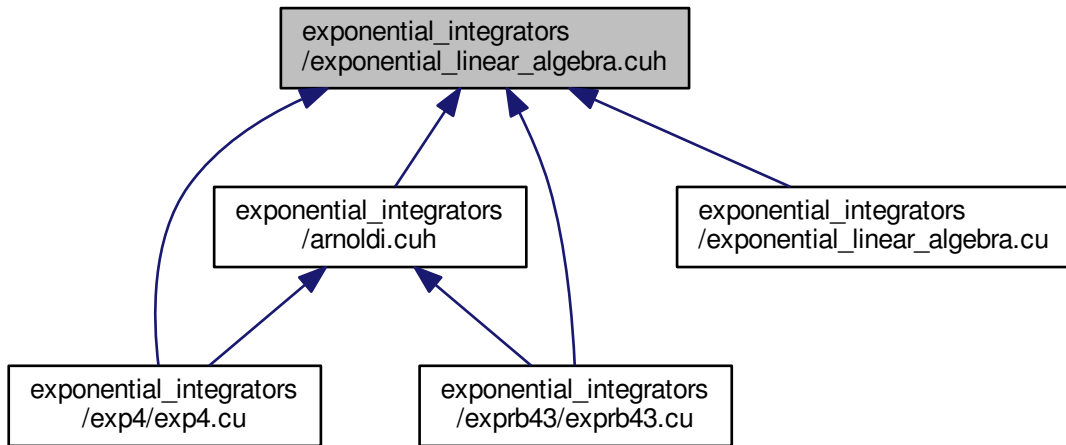 exponential_integrators
/exponential_linear_algebra.cuh
exponential_integrators
/arnoldi.cuh
exponential_integrators
/exponential_linear_algebra.cu
exponential_integrators
/exp4/exp4.cu
exponential_integrators
/exprb43/exprb43.cu